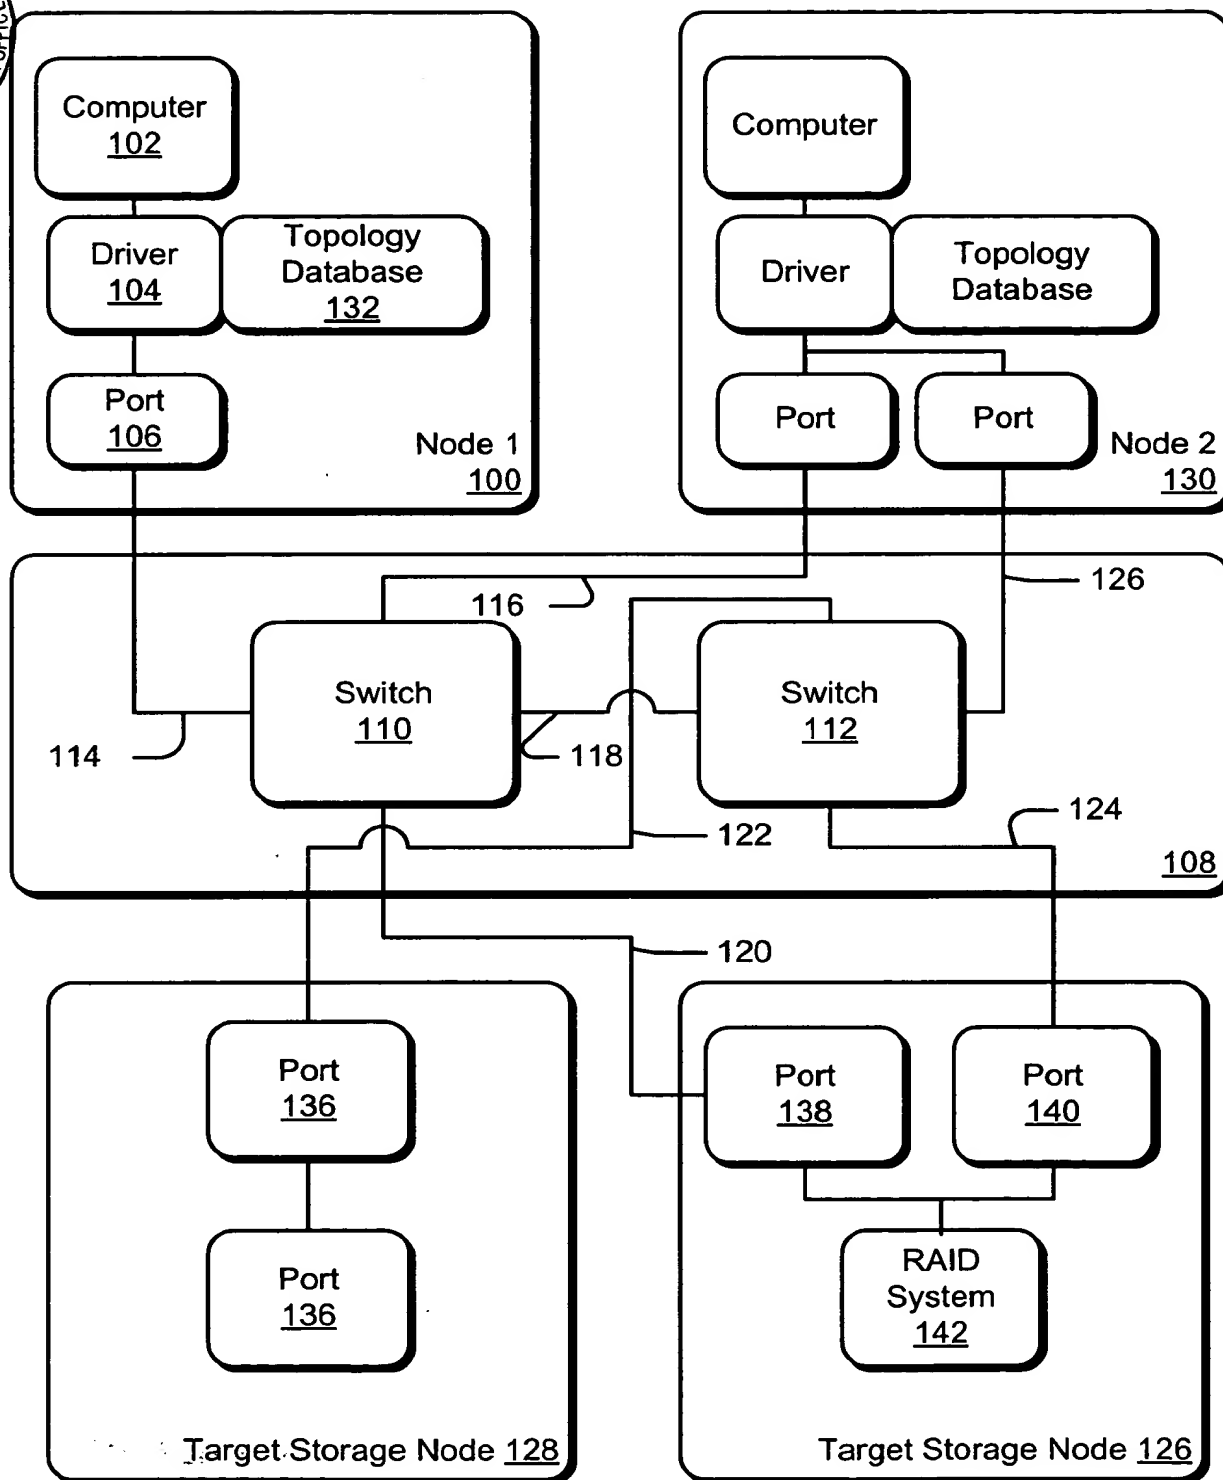 OFFICE
Computer
102
Driver
104
Topology
Database
132
Port
106
Node 1
100
Computer
Driver
Topology
Database
Port
Port
Node 2
130
116
126
Switch
110
Switch
112
114
118
122
124
108
120
Port
136
Port
136
Target Storage Node 128
Port
138
Port
140
RAID
System
142
Target Storage Node 126